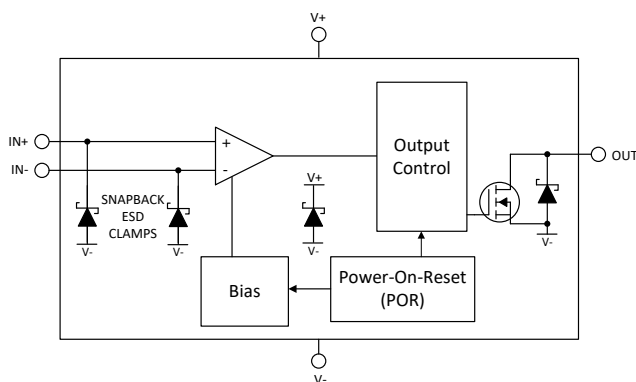 V+
IN+
IN-
+
-
SNAPBACK
ESD
CLAMPS
V-
V-
V+
V-
Output
Control
OUT
V-
Bias
Power-On-Reset
(POR)
V-